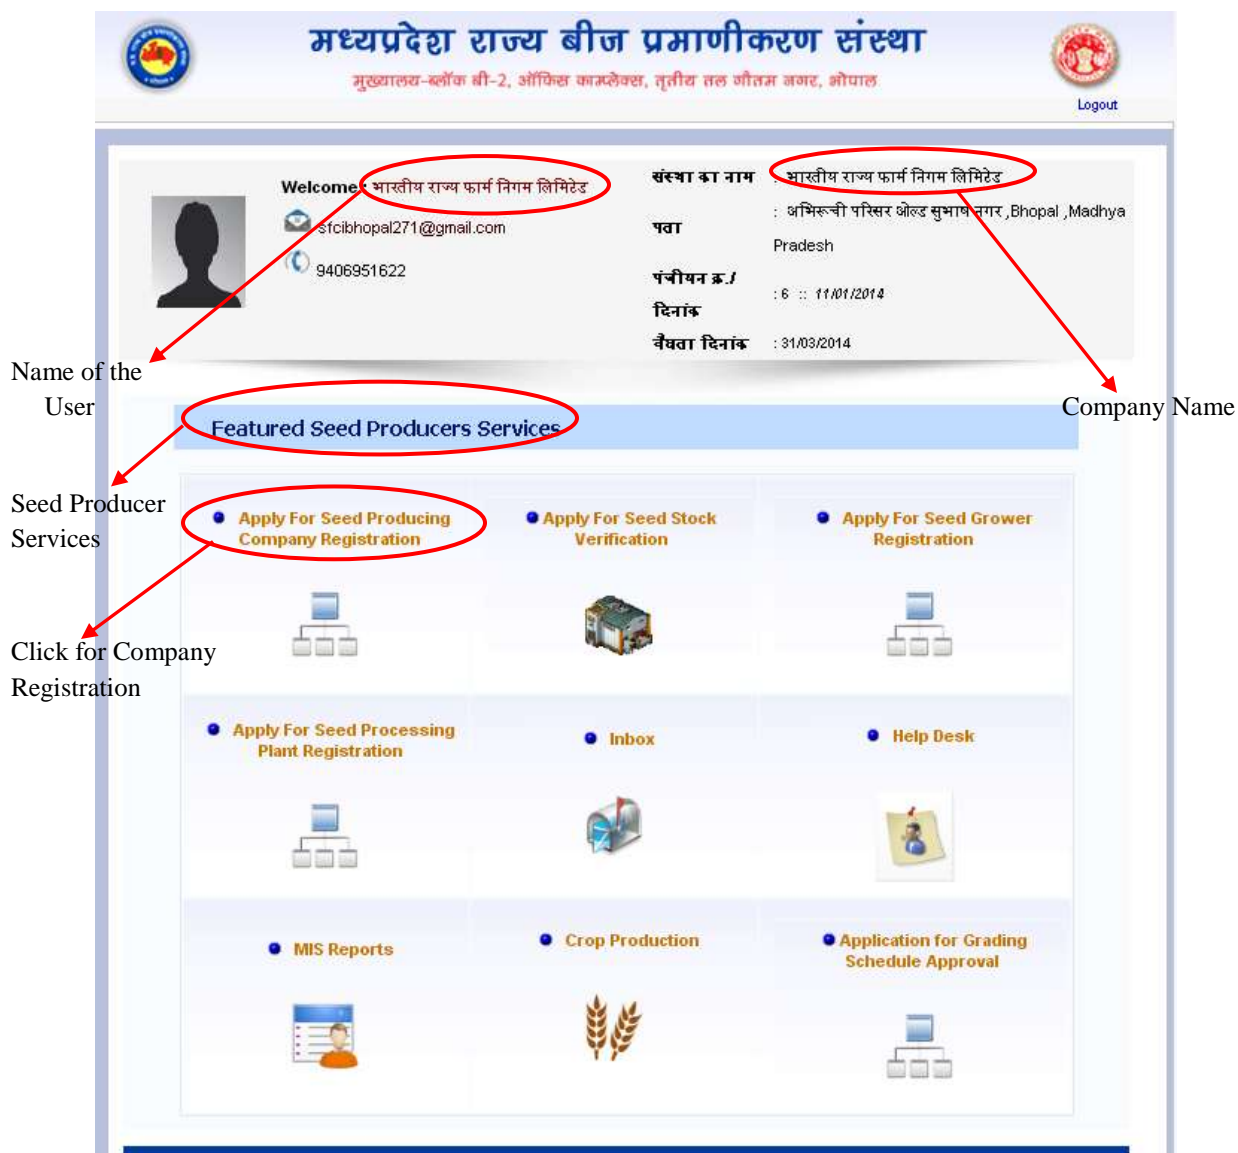 मध्यप्रदेश राज्य बीज प्रमाणीकरण संस्था
मुख्यालय-ब्लॉक बी-2, ऑफिस काम्प्लेक्स, तृतीय तल गौतम नगर, भोपाल
Logout
Welcome : भारतीय राज्य फार्म निगम लिमिटेड
sfcibhopal271@gmail.com
9406951622
संस्था का नाम : भारतीय राज्य फार्म निगम लिमिटेड
पता : अभिरूची परिसर ओल्ड सुभाष नगर ,Bhopal ,Madhya
Pradesh
पंजीयन क्र./
दिनांक : 6 :: 11/01/2014
वैधता दिनांक : 31/03/2014
Name of the
User
Company Name
Featured Seed Producers Services
Seed Producer
Services
Apply For Seed Producing
Company Registration
Apply For Seed Stock
Verification
Apply For Seed Grower
Registration
Click for Company
Registration
Apply For Seed Processing
Plant Registration
Inbox
Help Desk
MIS Reports
Crop Production
Application for Grading
Schedule Approval